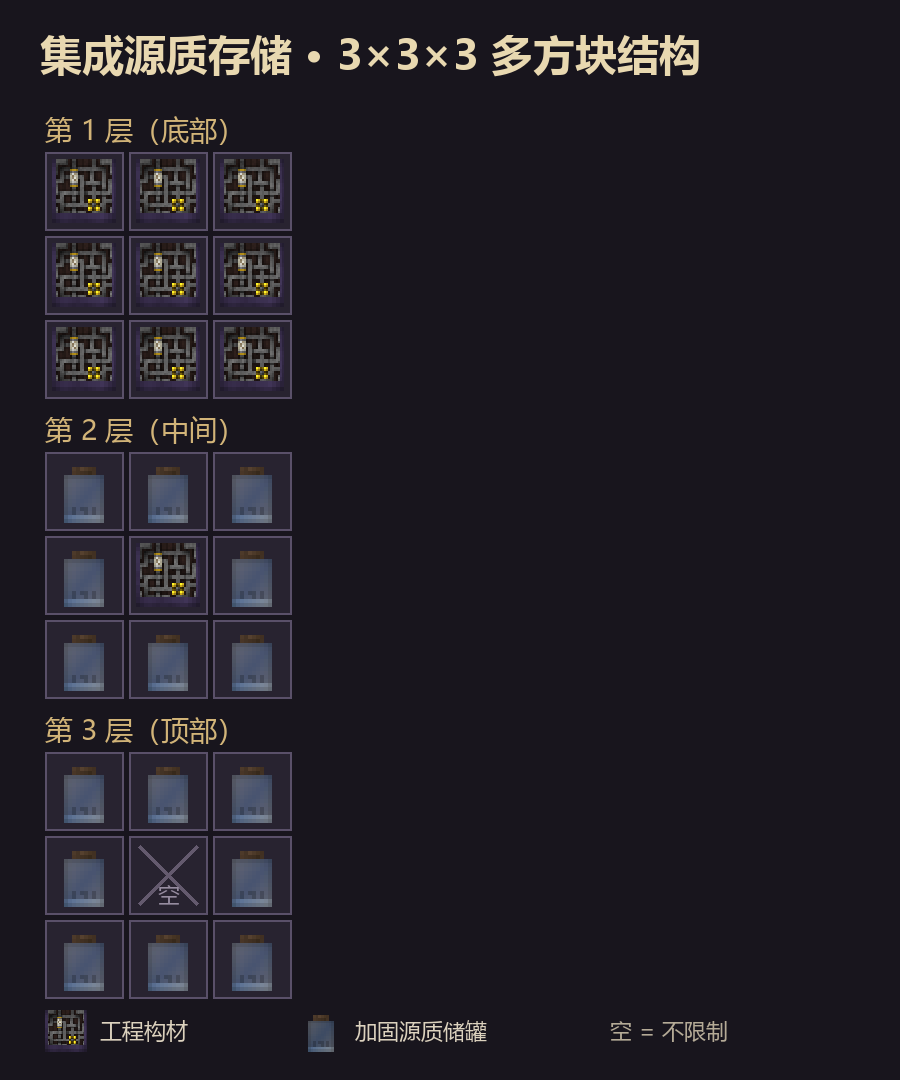 集成源质存储 • 3×3×3 多方块结构
第 1 层（底部）
第 2 层（中间）
第 3 层（顶部）
空
工程构材
加固源质储罐
空 = 不限制